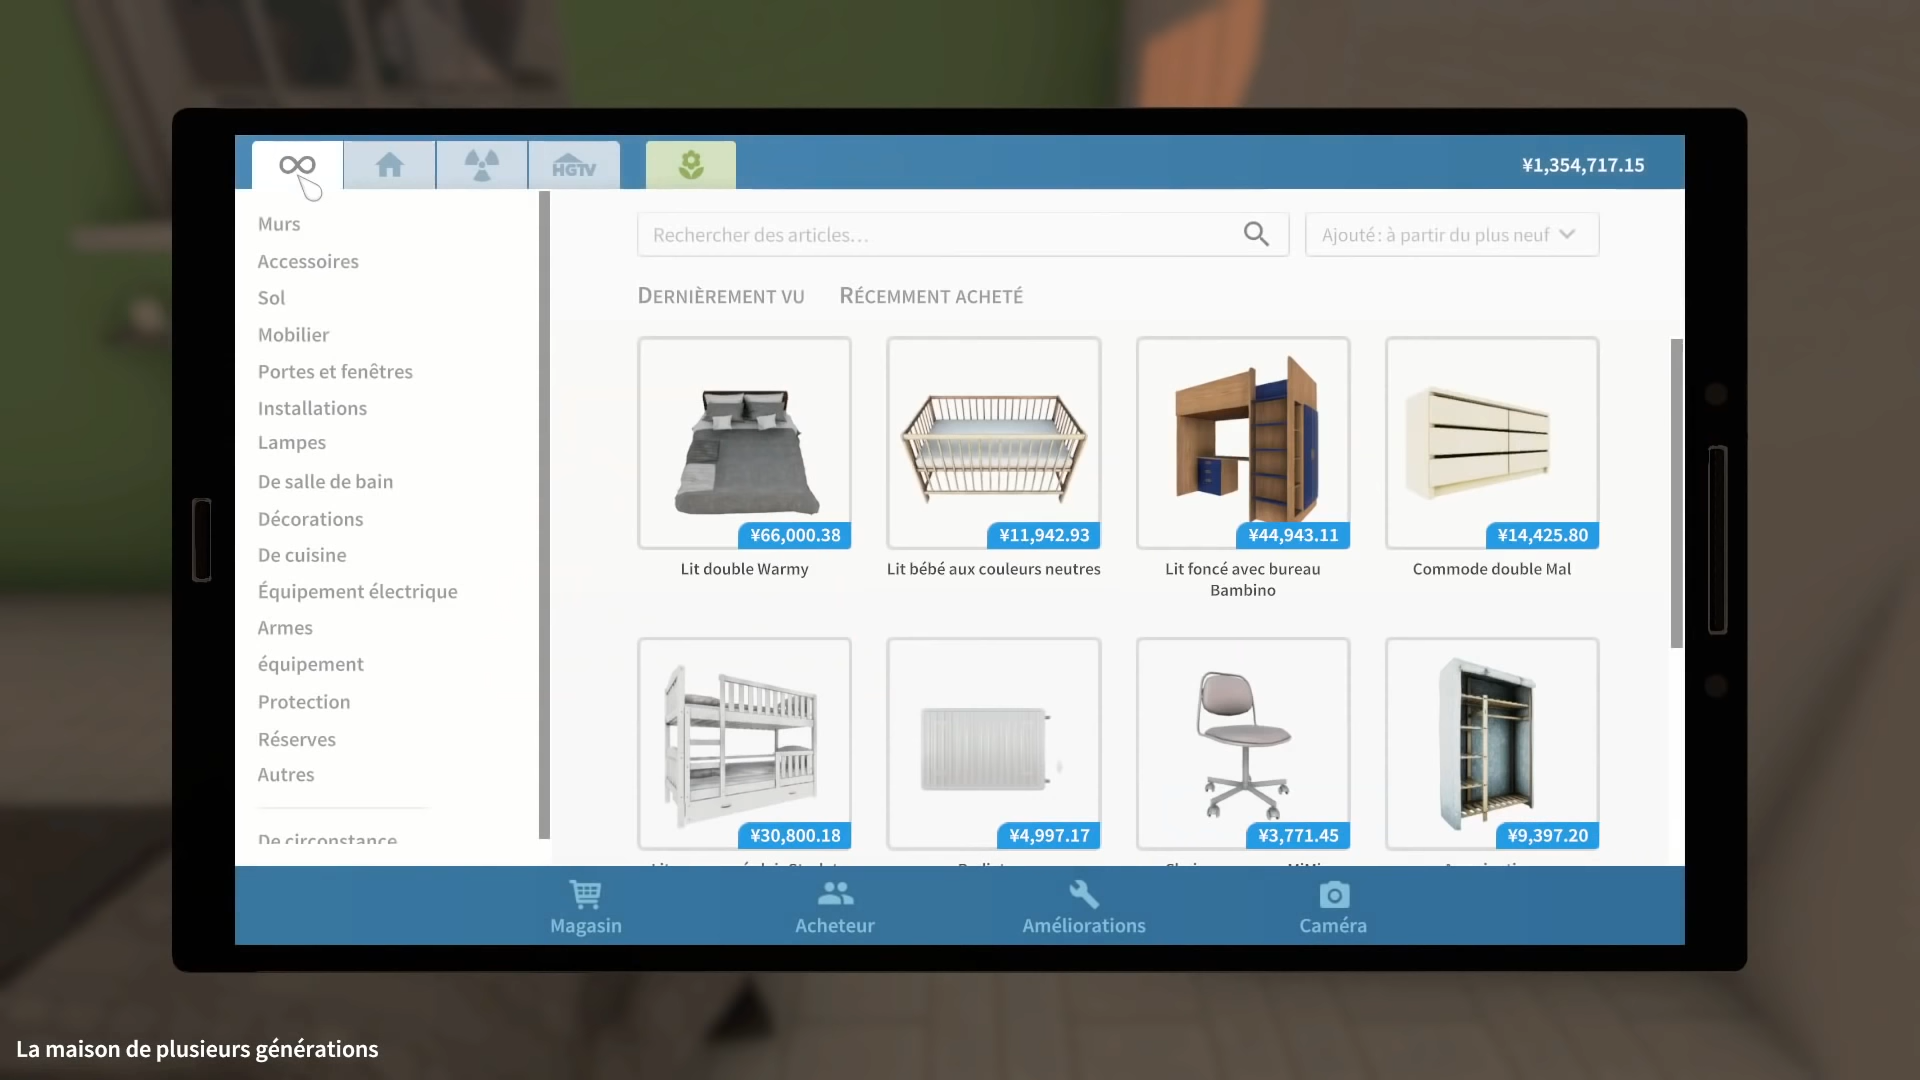 HGTV
¥1,354,717.15
Murs
Accessoires
Sol
Mobilier
Portes et fenêtres
Installations
Lampes
De salle de bain
Décorations
De cuisine
Équipement électrique
Armes
équipement
Protection
Réserves
Autres
De circonstance
Rechercher des articles...
Ajouté: à partir du plus neuf
DERNIÈREMENT VU
RÉCEMMENT ACHETÉ
¥66,000.38
¥11,942.93
¥44,943.11
¥14,425.80
Lit double Warmy
Lit bébé aux couleurs neutres
Lit foncé avec bureau
Bambino
Commode double Mal
¥30,800.18
¥4,997.17
¥3,771.45
¥9,397.20
Magasin
Acheteur
Améliorations
Caméra
La maison de plusieurs générations